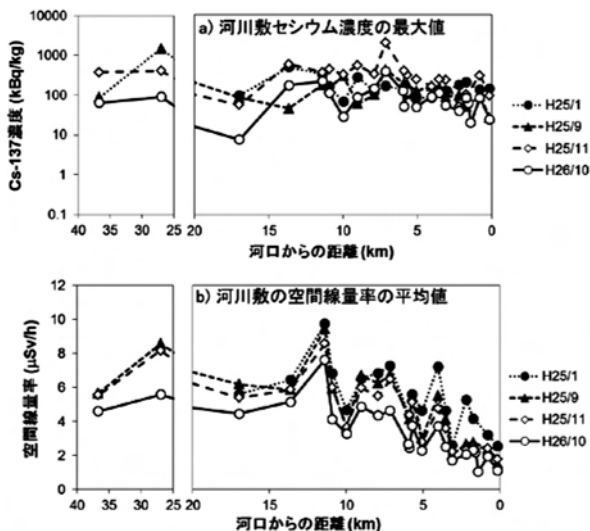 a) 河川敷セシウム濃度の最大値
Cs-137濃度 (kBq/kg)
10000
1000
100
10
1
0.1
40 35 30 25 20 15 10 5 0
河口からの距離 (km)
H25/1
H25/9
H25/11
H26/10
b) 河川敷の空間線量率の平均値
空間線量率 (μSv/h)
12
10
8
6
4
2
0
40 35 30 25 20 15 10 5 0
河口からの距離 (km)
H25/1
H25/9
H25/11
H26/10